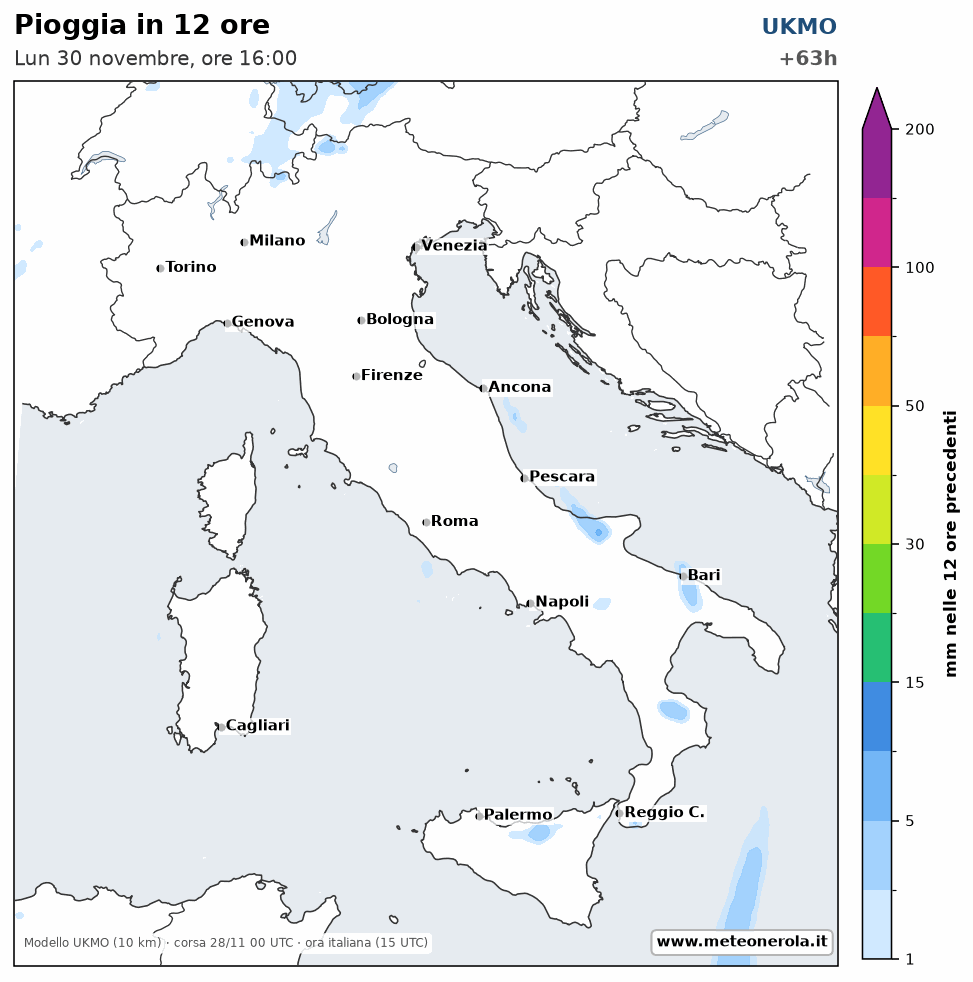 Pioggia in 12 ore
UKMO
Lun 30 novembre, ore 16:00
+63h
Milano
Venezia
Torino
Genova
Bologna
Firenze
Ancona
Pescara
Roma
Bari
Napoli
Cagliari
Palermo
Reggio C.
200
100
50
30
15
5
1
mm nelle 12 ore precedenti
Modello UKMO (10 km) · corsa 28/11 00 UTC · ora italiana (15 UTC)
www.meteonerola.it